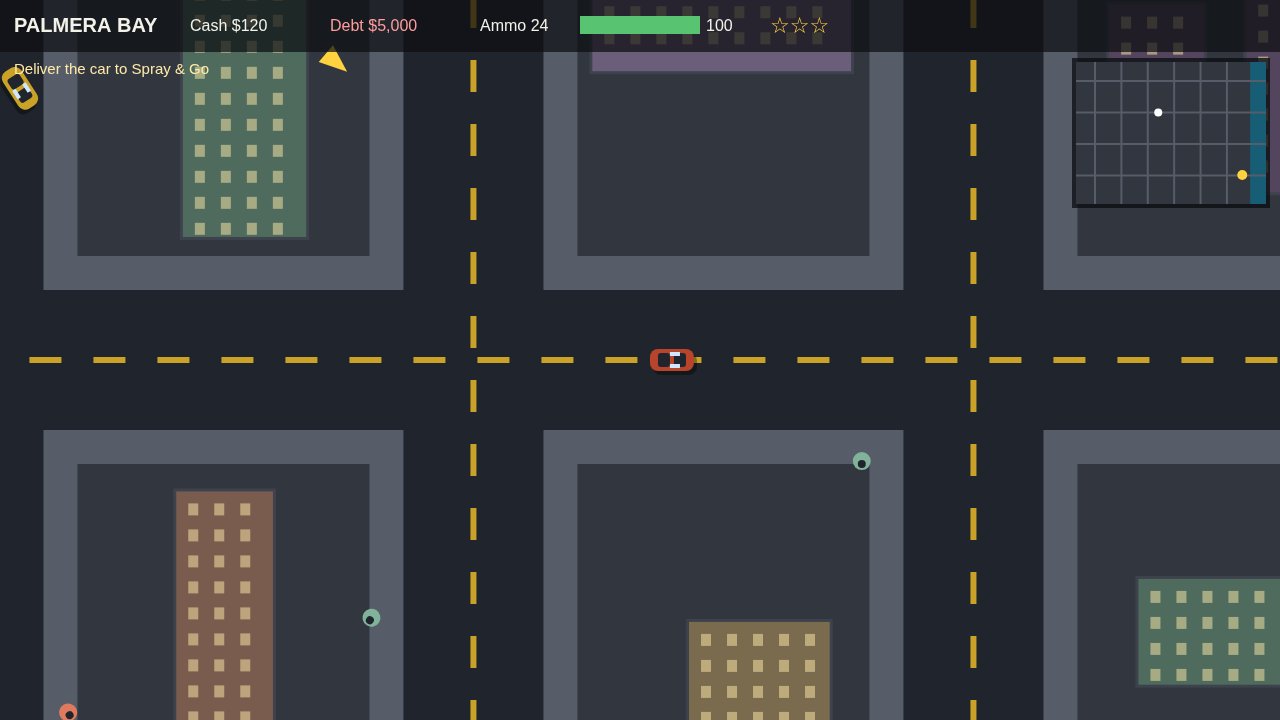 PALMERA BAY Cash $120 Debt $5,000 Ammo 24 100 ☆☆☆
Deliver the car to Spray & Go